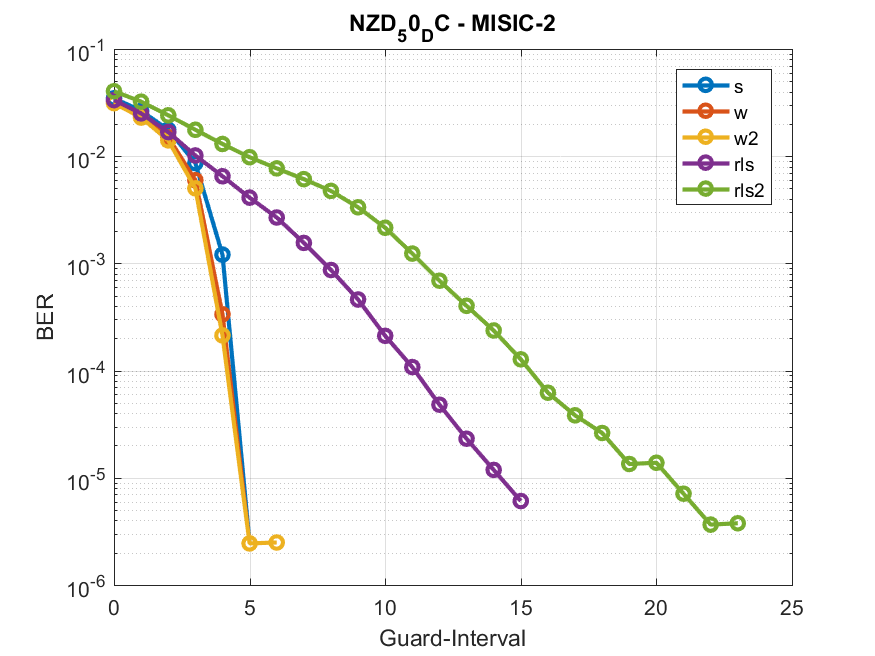 NZD₅0_DC - MISIC-2
10⁻¹
10⁻²
10⁻³
10⁻⁴
10⁻⁵
10⁻⁶
BER
s
w
w2
rls
rls2
0 5 10 15 20 25
Guard-Interval